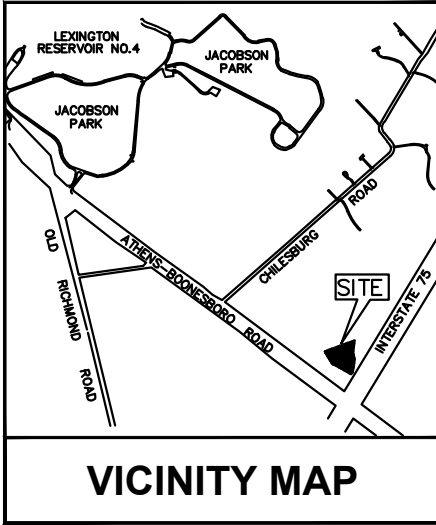 LEXINGTON
RESERVOIR NO.4
JACOBSON
PARK
JACOBSON
PARK
OLD
RICHMOND
ROAD
ATHENS-BOONESBORO ROAD
CHILESBURG
ROAD
SITE
INTERSTATE 75
VICINITY MAP